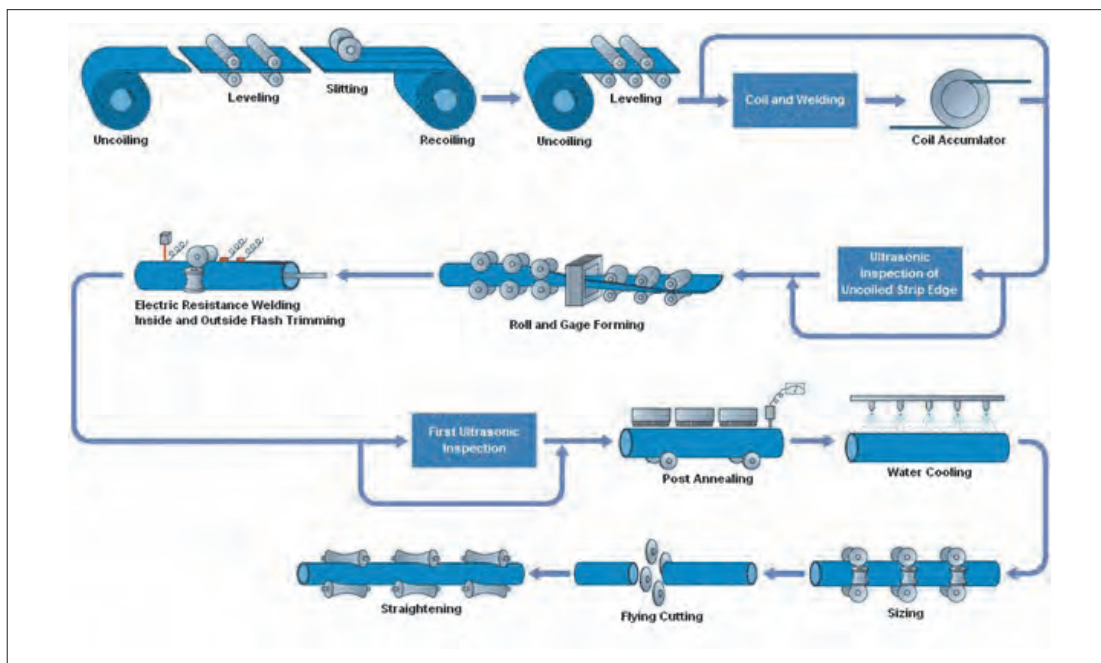 Uncoiling
Leveling
Slitting
Recoiling
Uncoiling
Leveling
Coil and Welding
Coil Accumlator
Ultrasonic
Inspection of
Uncoiled Strip Edge
Roll and Gage Forming
Electric Resistance Welding
Inside and Outside Flash Trimming
First Ultrasonic
Inspection
Post Annealing
Water Cooling
Sizing
Flying Cutting
Straightening